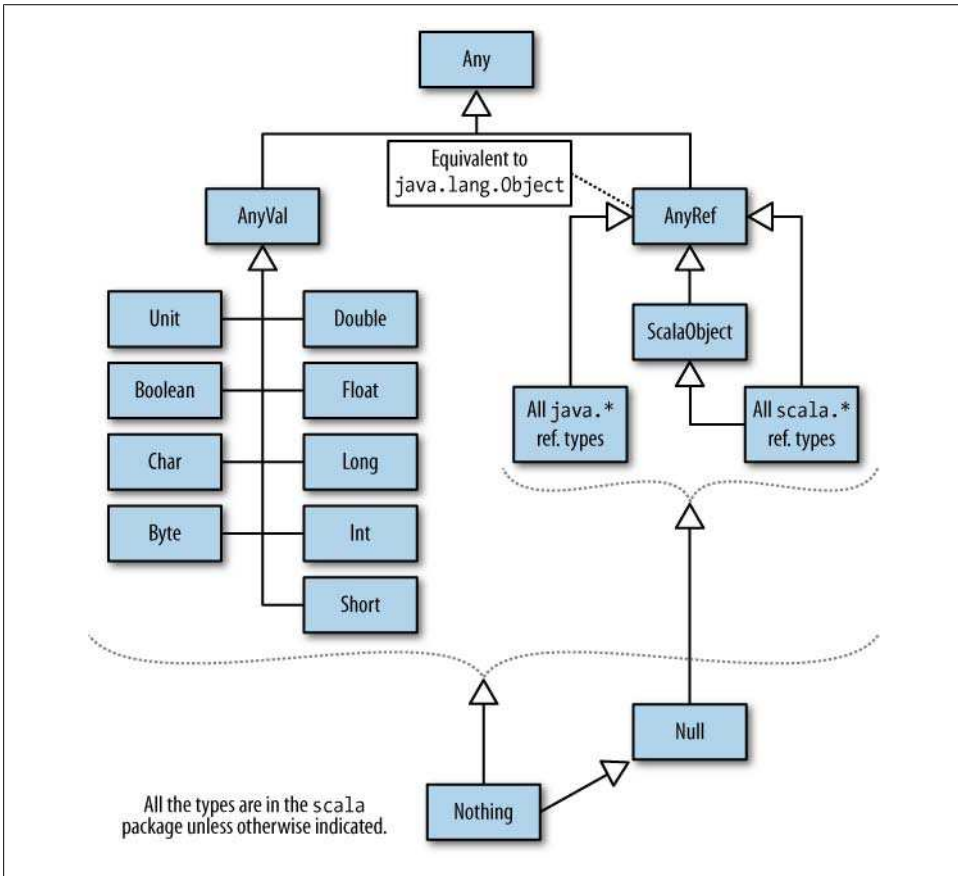 Any
Equivalent to
java.lang.Object
AnyVal
AnyRef
Unit
Double
ScalaObject
Boolean
Float
All java.*
ref. types
All scala.*
ref. types
Char
Long
Byte
Int
Short
Null
All the types are in the scala
package unless otherwise indicated.
Nothing